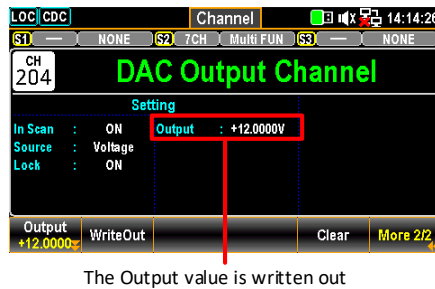 LOC CDC Channel 14:14:26
S1 — NONE S2 7CH Multi FUN S3 — NONE
CH
204 DAC Output Channel
Setting
In Scan : ON Output : +12.0000V
Source : Voltage
Lock : ON
Output
+12.0000 WriteOut Clear More 2/2
The Output value is written out